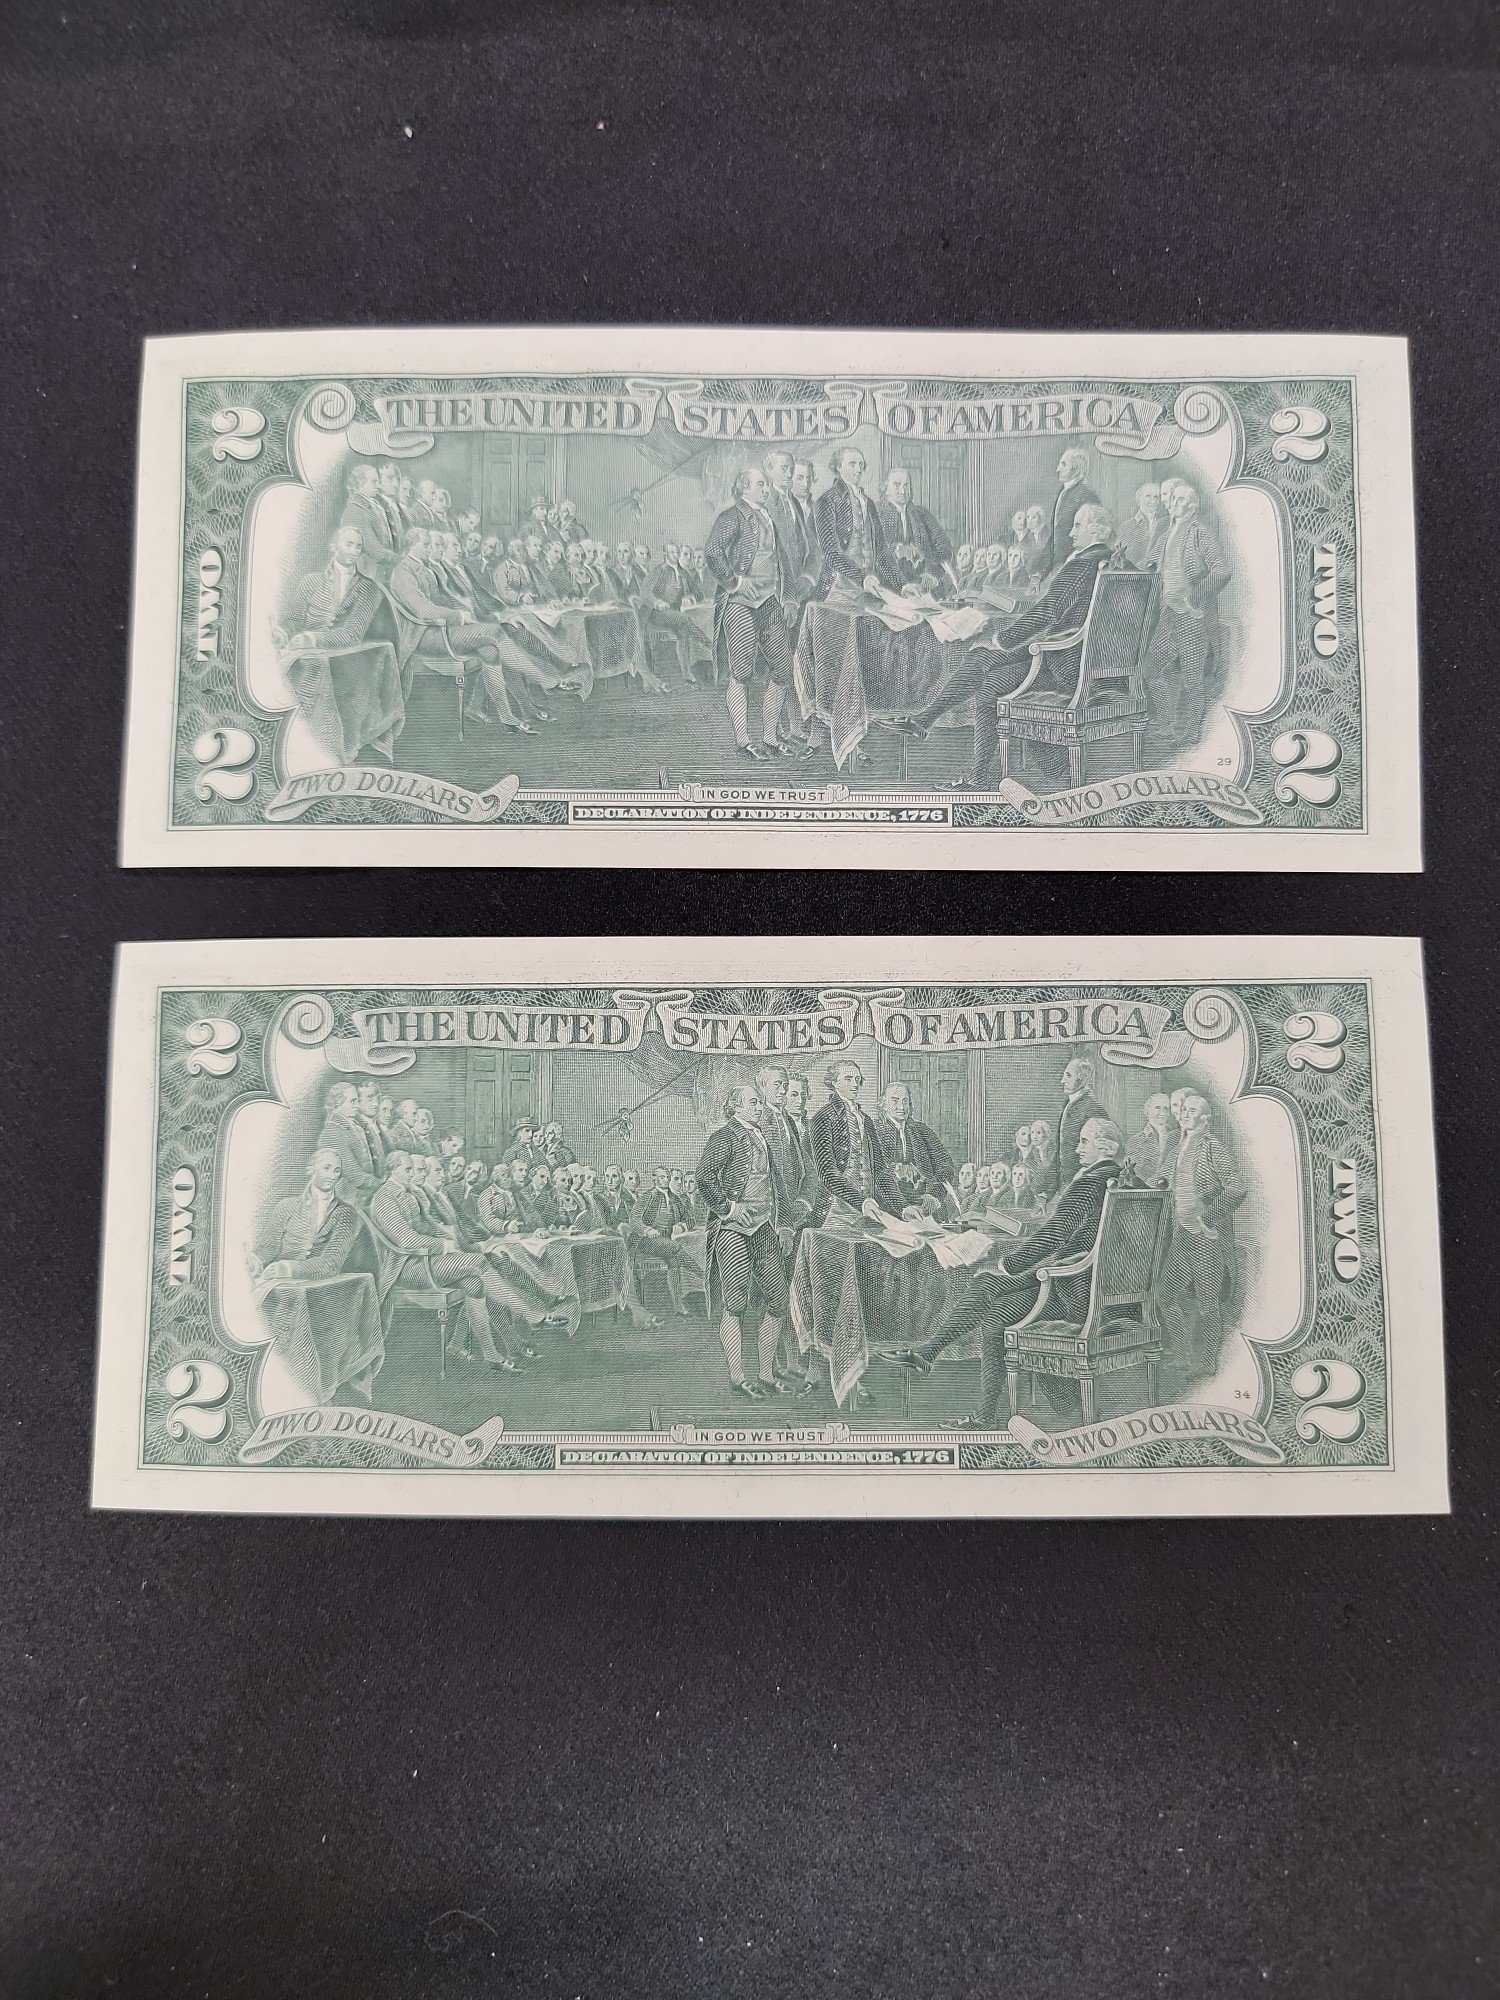 THE UNITED STATES OF AMERICA
2 2
TWO TWO
2 2
29
TWO DOLLARS IN GOD WE TRUST TWO DOLLARS
DECLARATION OF INDEPENDENCE, 1776
THE UNITED STATES OF AMERICA
2 2
TWO TWO
2 2
34
TWO DOLLARS IN GOD WE TRUST TWO DOLLARS
DECLARATION OF INDEPENDENCE, 1776